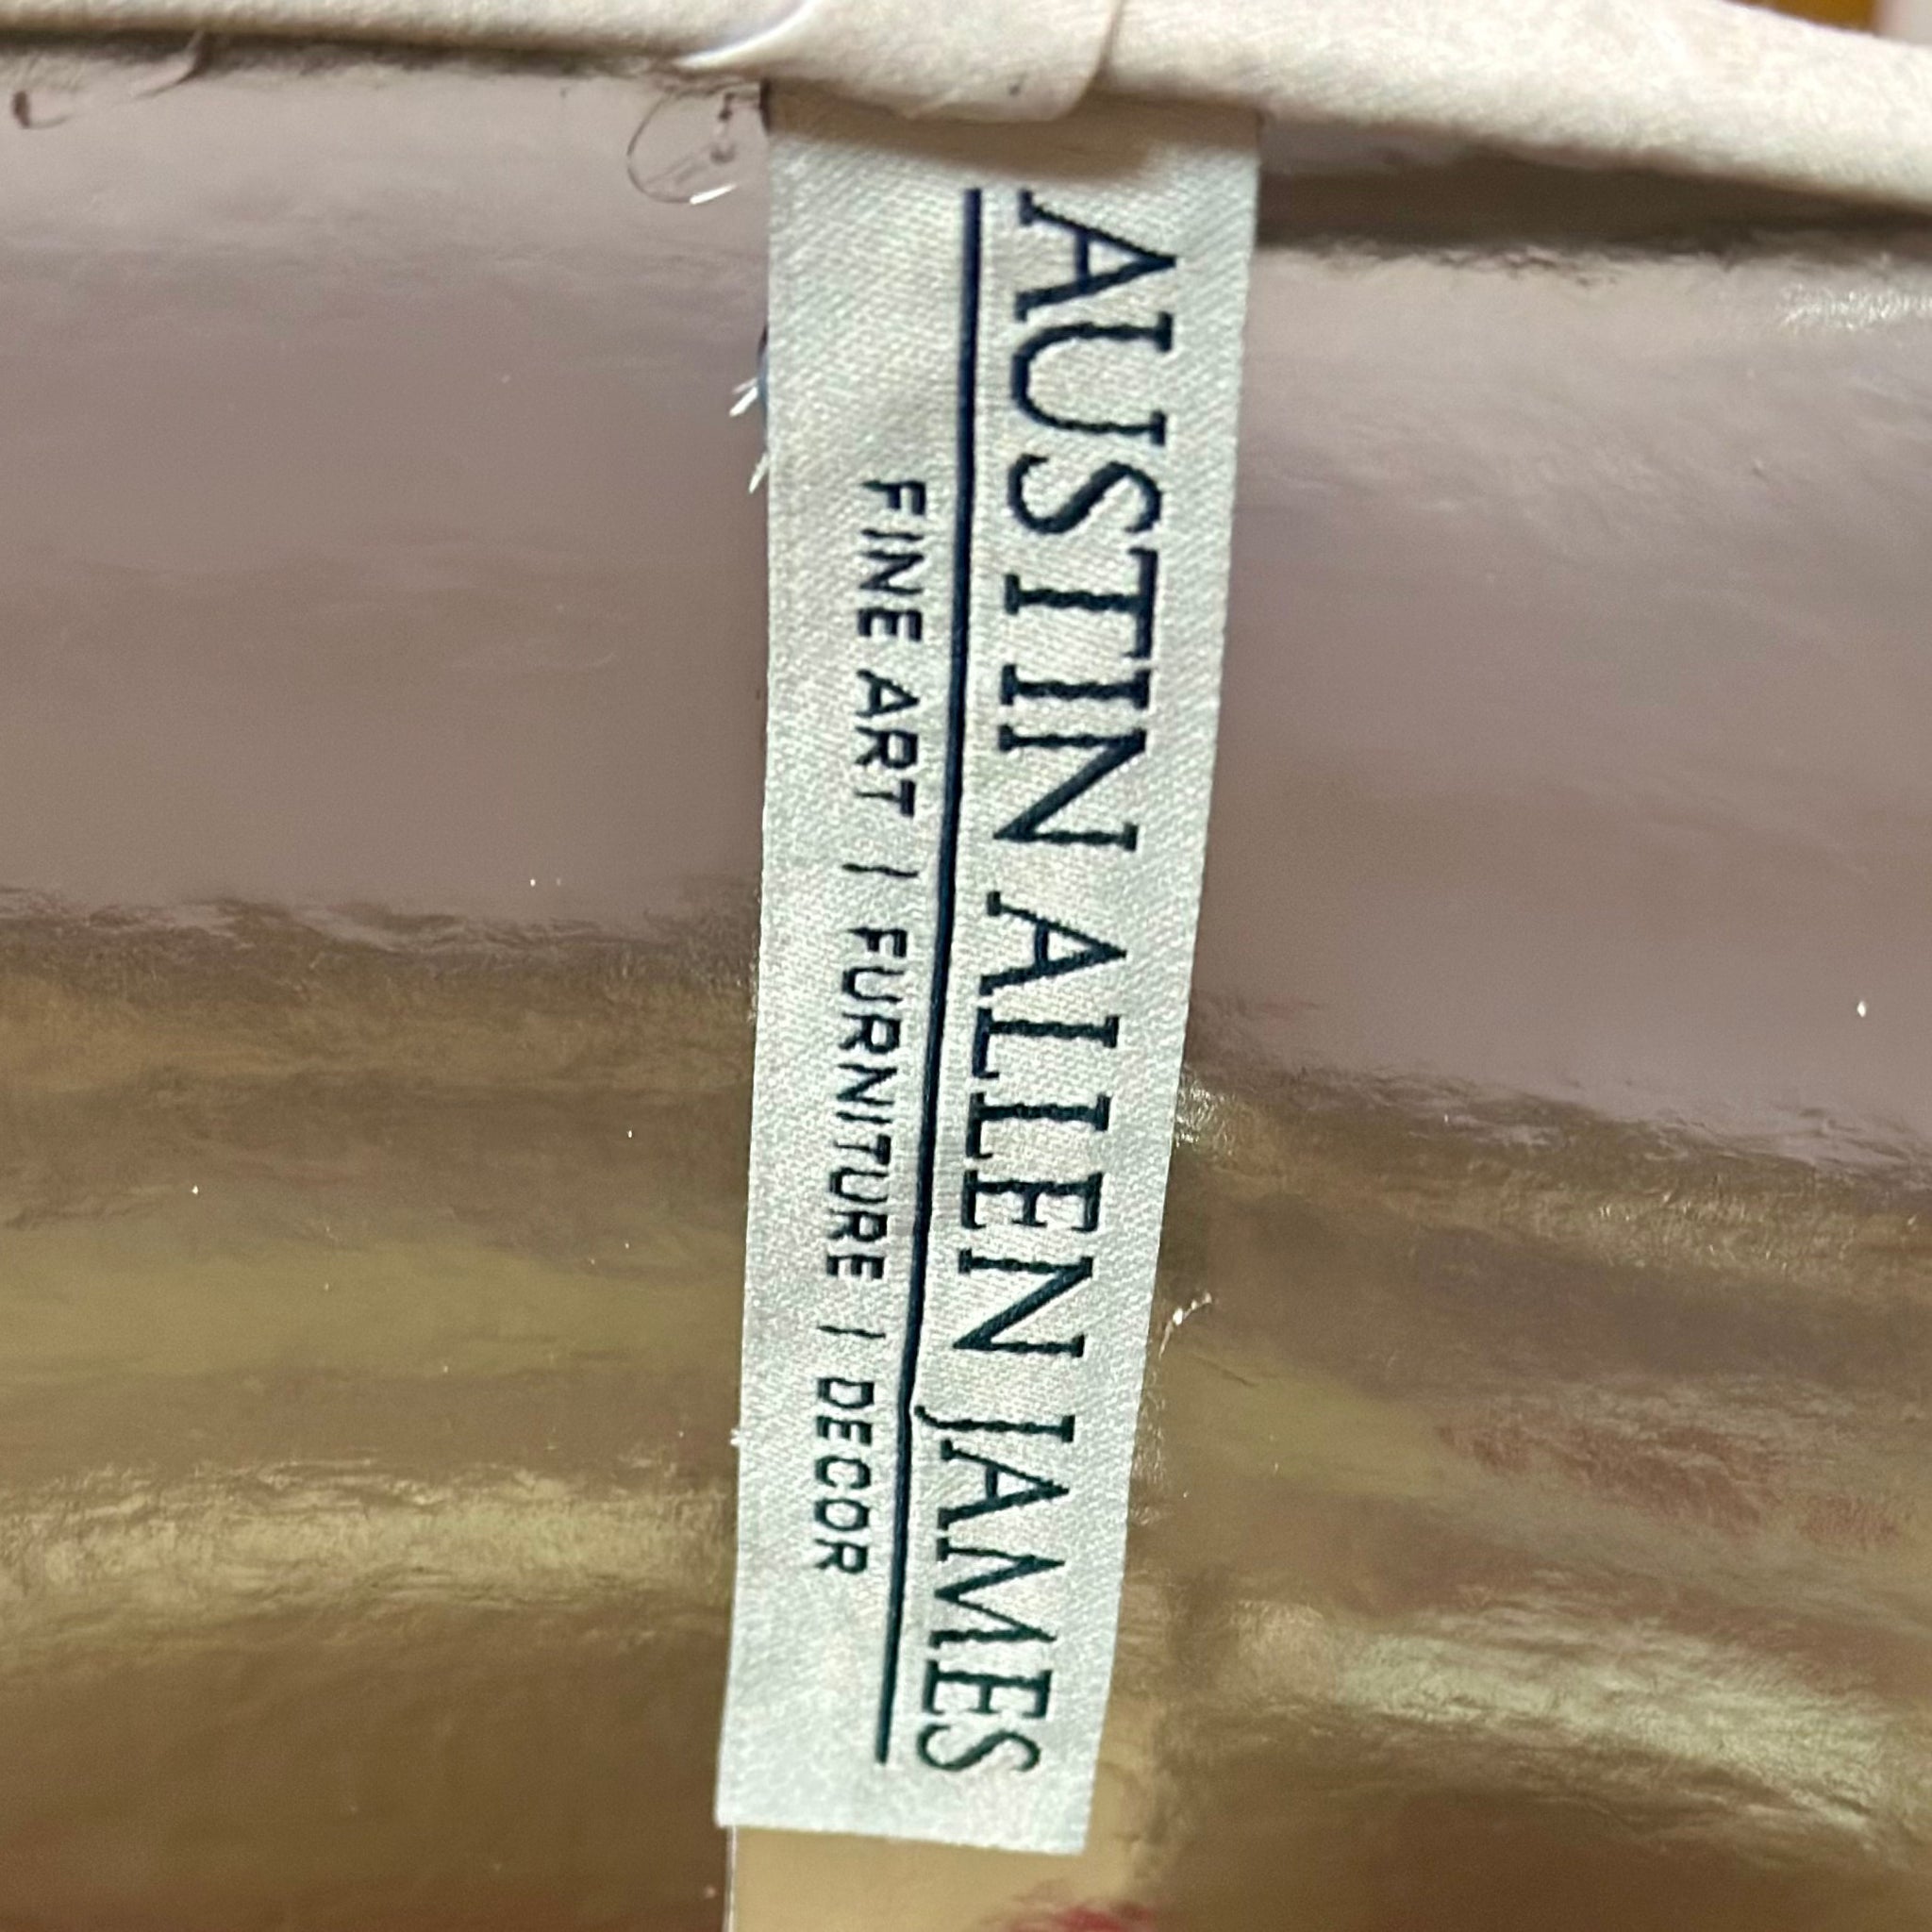 AUSTIN ALLEN JAMES
FINE ART | FURNITURE | DECOR